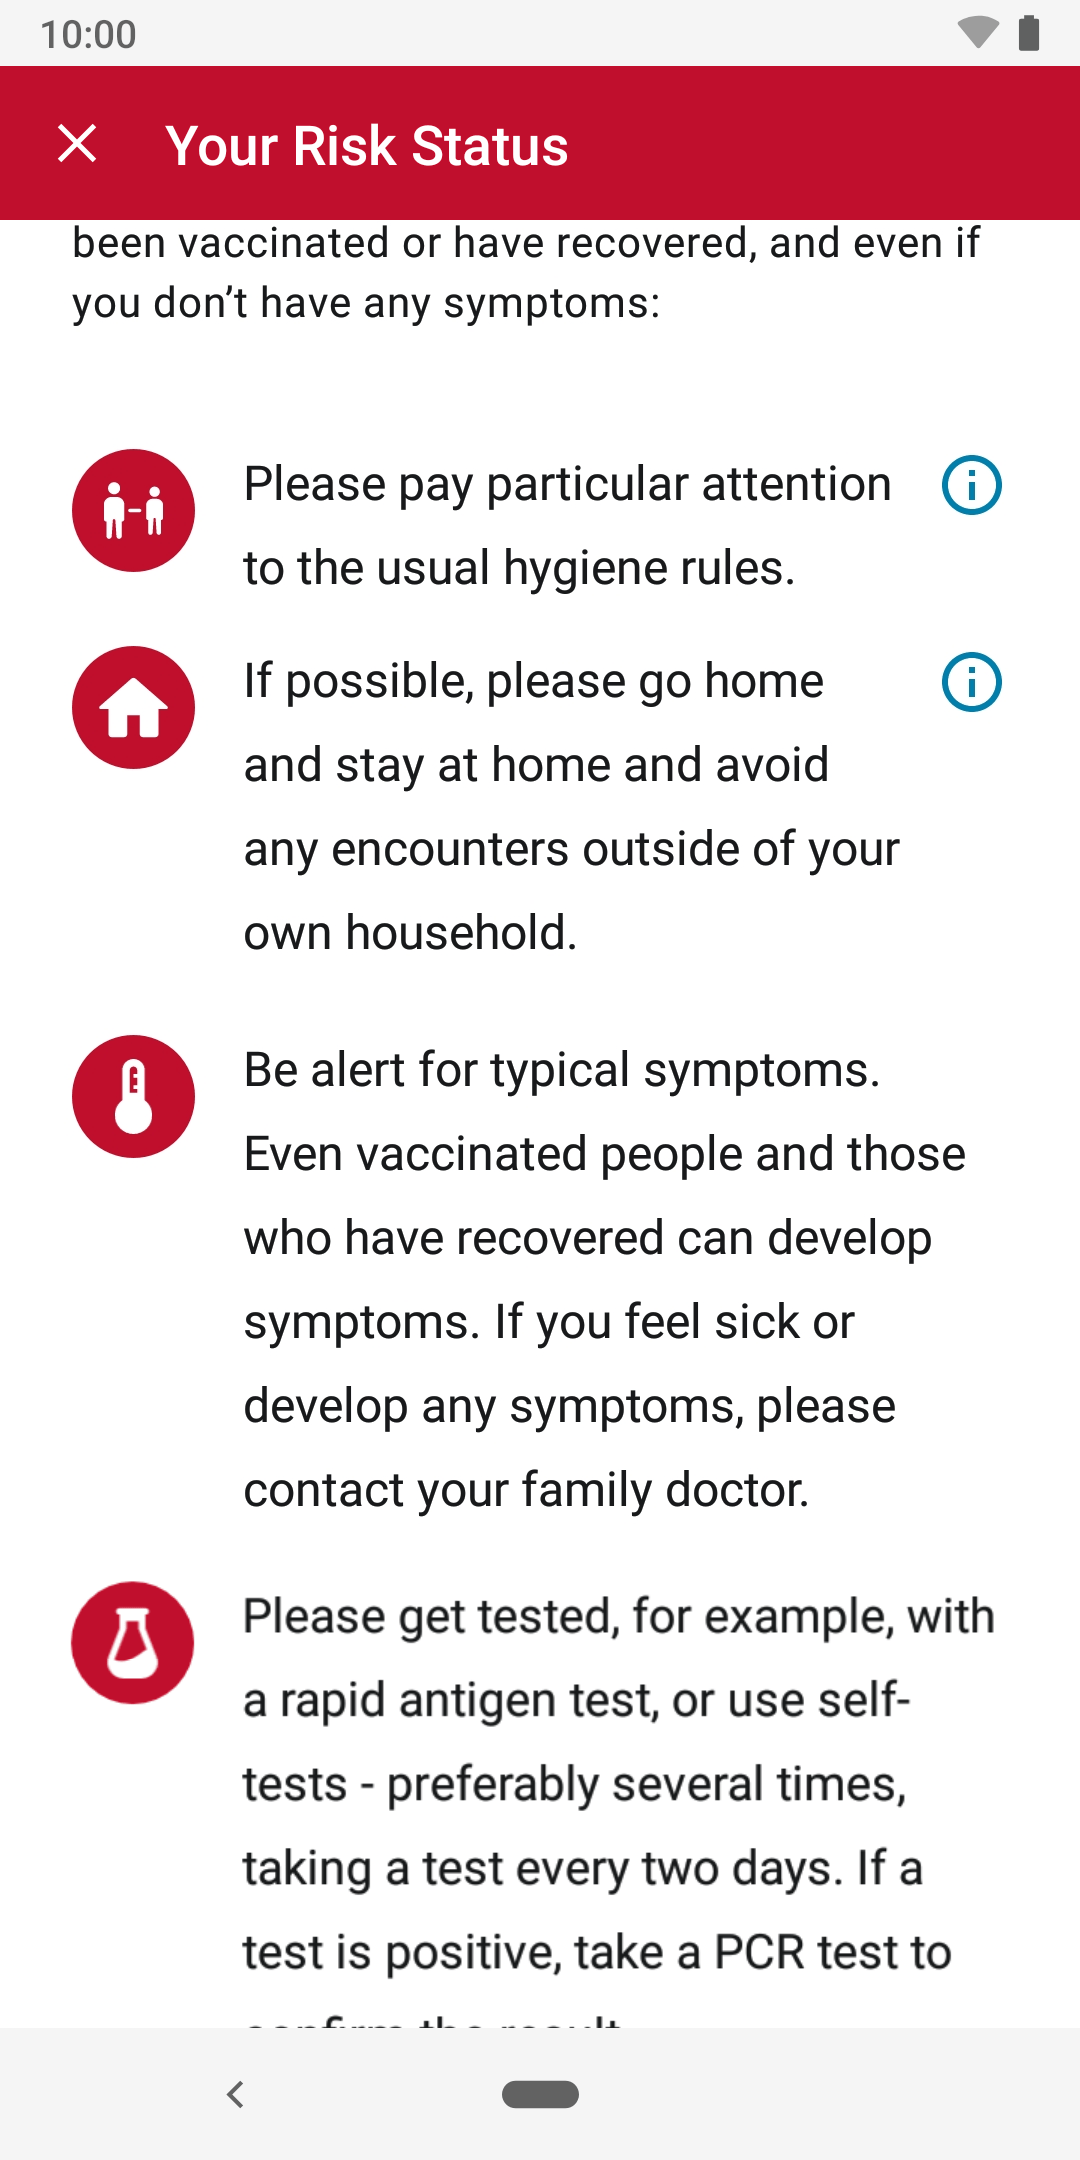 10:00
Your Risk Status
been vaccinated or have recovered, and even if
you don’t have any symptoms:
Please pay particular attention
to the usual hygiene rules.
If possible, please go home
and stay at home and avoid
any encounters outside of your
own household.
Be alert for typical symptoms.
Even vaccinated people and those
who have recovered can develop
symptoms. If you feel sick or
develop any symptoms, please
contact your family doctor.
Please get tested, for example, with
a rapid antigen test, or use self-
tests - preferably several times,
taking a test every two days. If a
test is positive, take a PCR test to
confirm the result